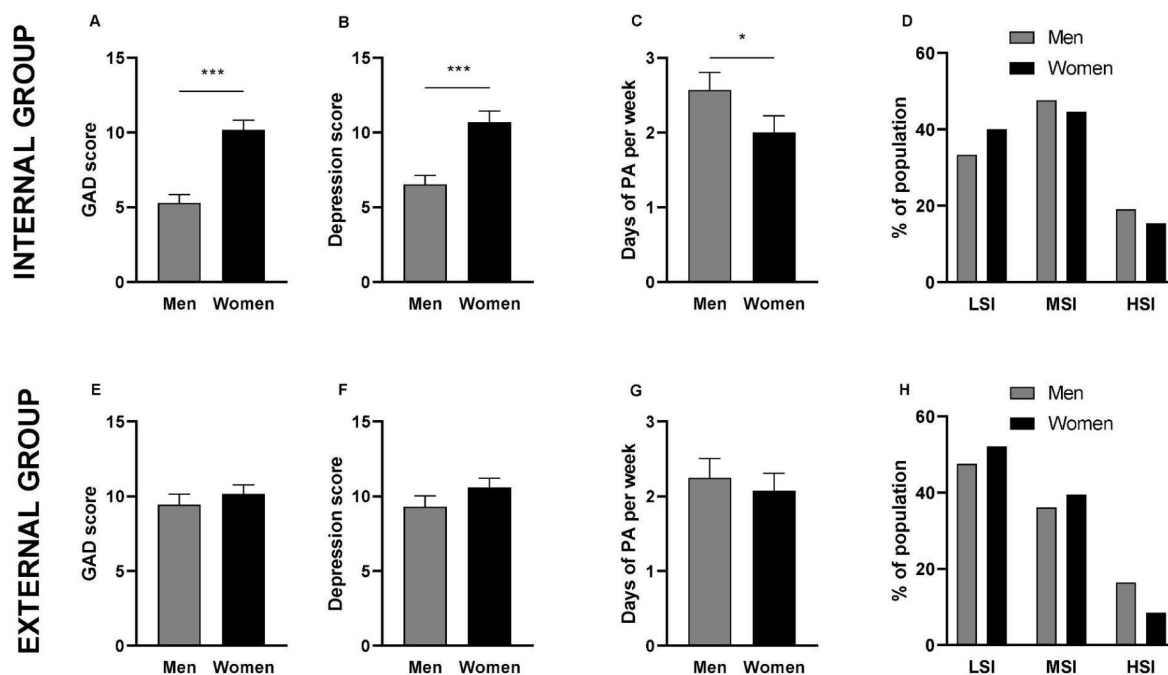 INTERNAL GROUP
A
15
10
5
0
GAD score
***
Men Women
B
15
10
5
0
Depression score
***
Men Women
C
3
2
1
0
Days of PA per week
*
Men Women
D
60
40
20
0
% of population
Men
Women
LSI MSI HSI
EXTERNAL GROUP
E
15
10
5
0
GAD score
Men Women
F
15
10
5
0
Depression score
Men Women
G
3
2
1
0
Days of PA per week
Men Women
H
60
40
20
0
% of population
Men
Women
LSI MSI HSI